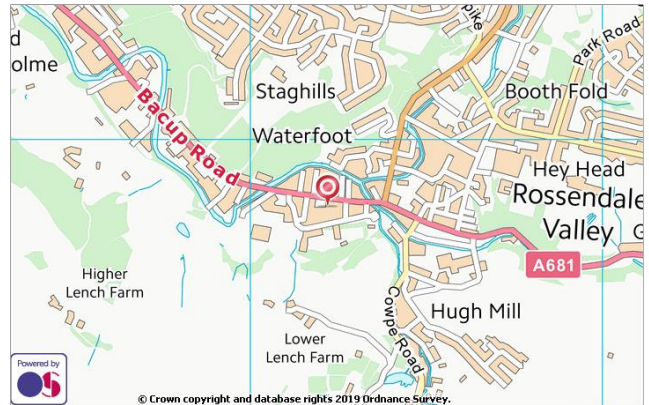 spike
Park Road
d
olme
Staghills
Booth Fold
Bacup Road
Waterfoot
Hey Head
Rossendale
Valley
G
A681
Higher
Lench Farm
Cowpe Road
Hugh Mill
Lower
Lench Farm
Powered by
OS
© Crown copyright and database rights 2019 Ordnance Survey.